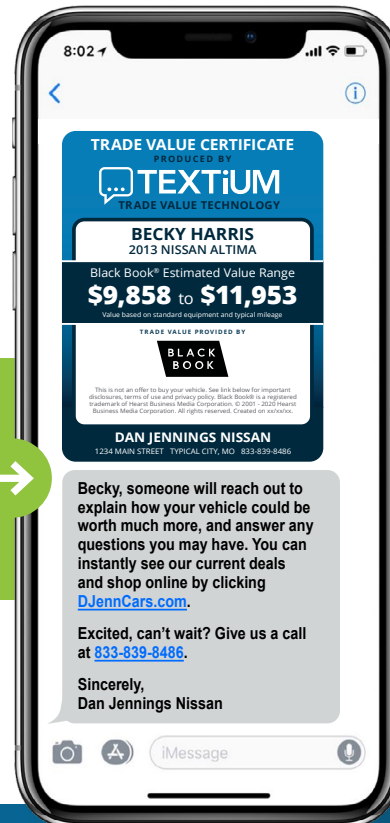 8:02
TRADE VALUE CERTIFICATE
PRODUCED BY
TEXTiUM
TRADE VALUE TECHNOLOGY
BECKY HARRIS
2013 NISSAN ALTIMA
Black Book® Estimated Value Range
$9,858 to $11,953
Value based on standard equipment and typical mileage
TRADE VALUE PROVIDED BY
BLACK
BOOK
This is not an offer to buy your vehicle. See link below for important
disclosures, terms of use and privacy policy. Black Book® is a registered
trademark of Hearst Business Media Corporation. © 2001 - 2020 Hearst
Business Media Corporation. All rights reserved. Created on xx/xx/xx.
DAN JENNINGS NISSAN
1234 MAIN STREET TYPICAL CITY, MO 833-839-8486
Becky, someone will reach out to
explain how your vehicle could be
worth much more, and answer any
questions you may have. You can
instantly see our current deals
and shop online by clicking
DJennCars.com.
Excited, can’t wait? Give us a call
at 833-839-8486.
Sincerely,
Dan Jennings Nissan
iMessage